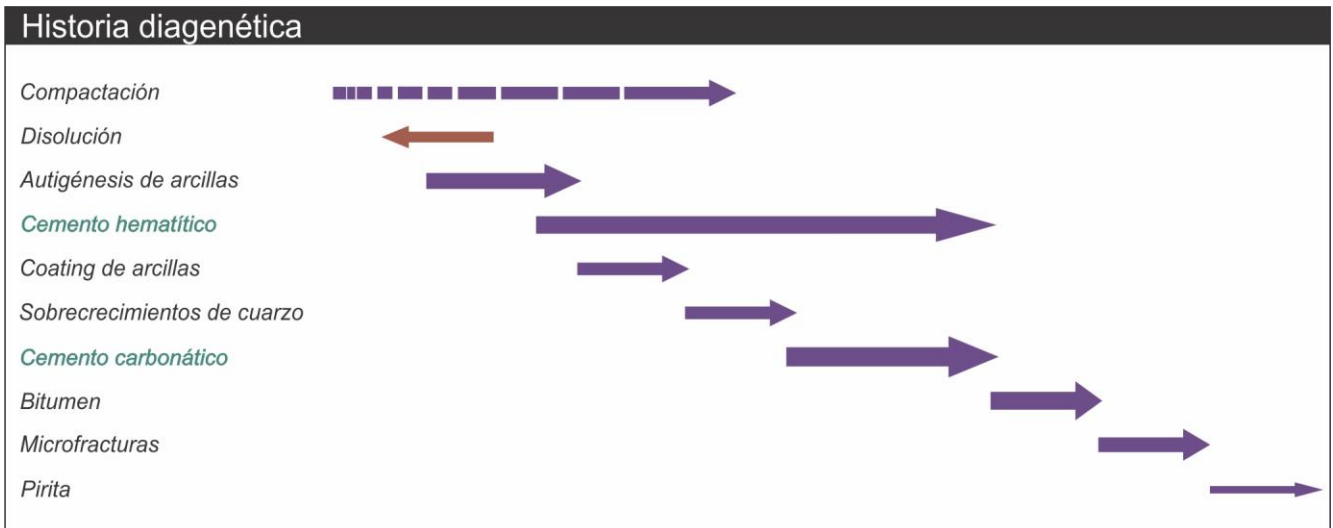 Historia diagenética
Compactación
Disolución
Autigénesis de arcillas
Cemento hematítico
Coating de arcillas
Sobrecrecimientos de cuarzo
Cemento carbonático
Bitumen
Microfracturas
Pirita